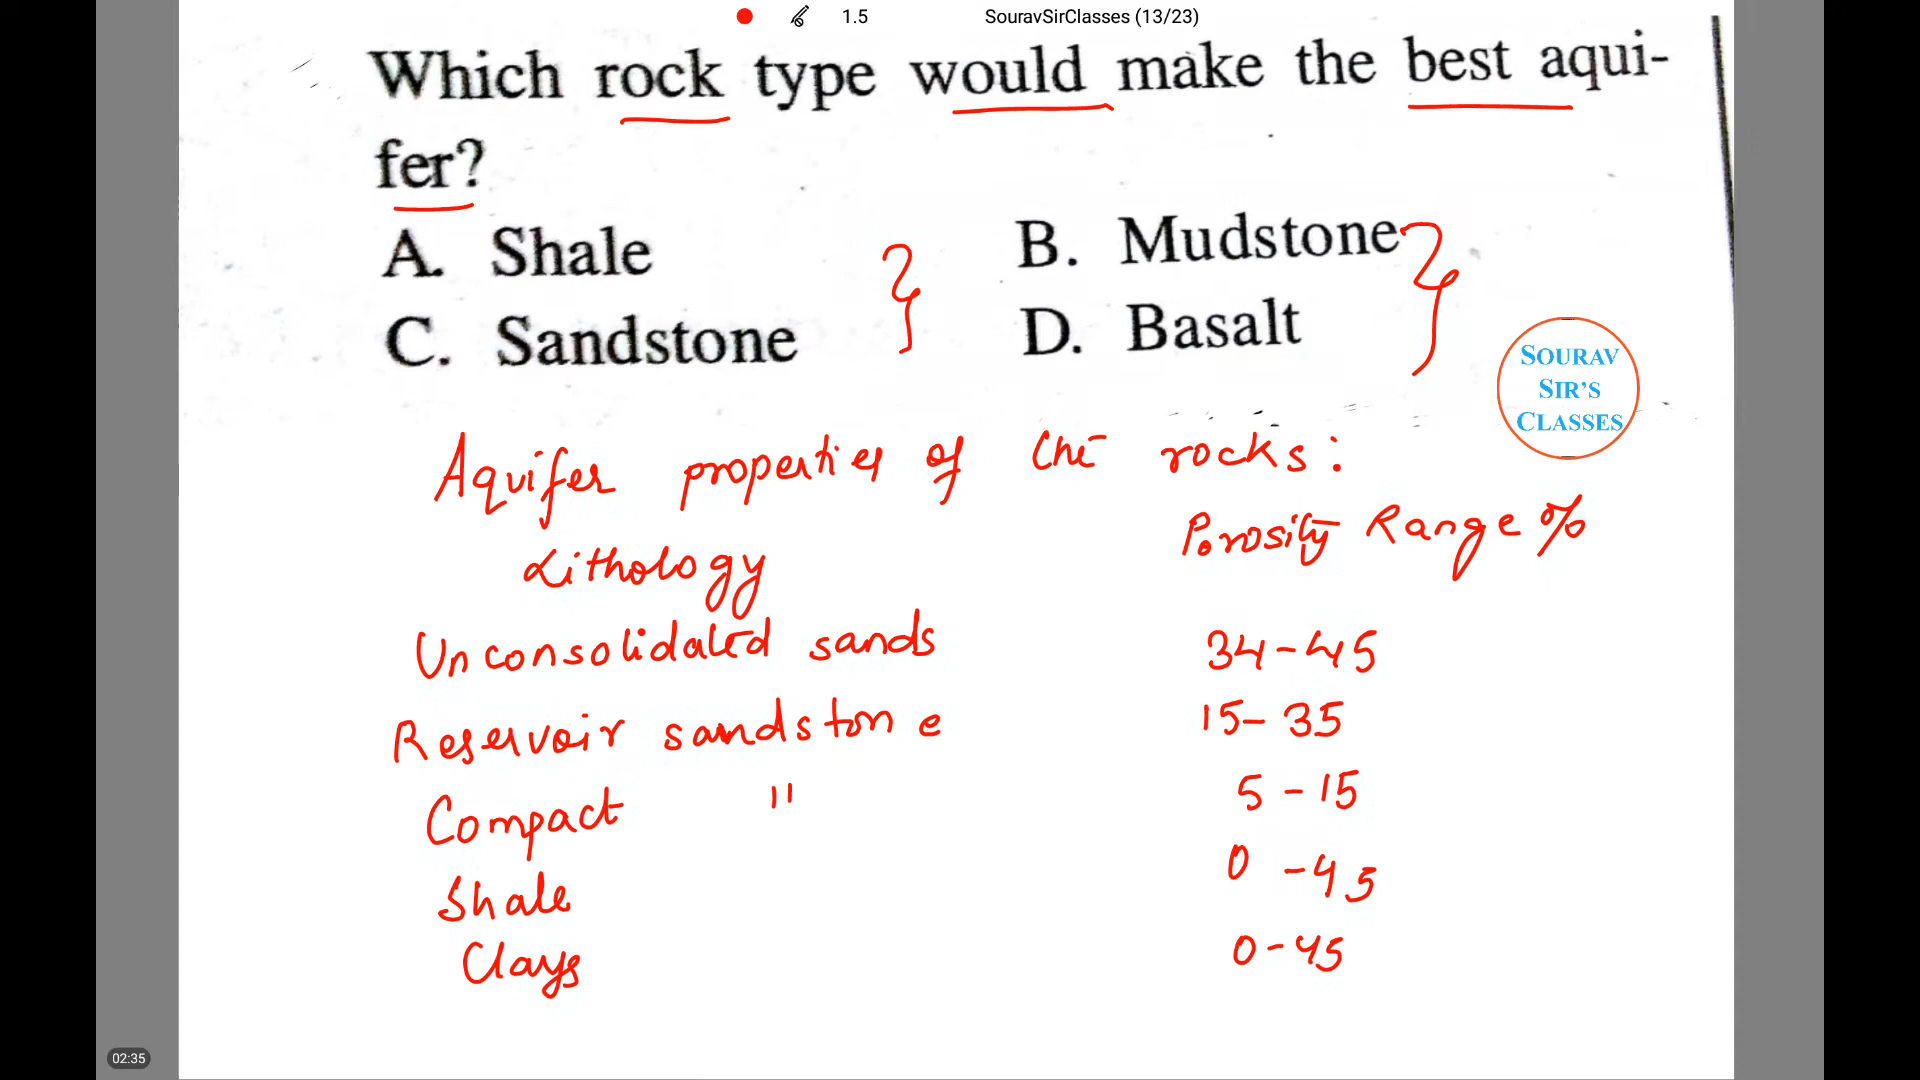 1.5 SouravSirClasses (13/23)
Which rock type would make the best aqui-
fer?
A. Shale B. Mudstone
C. Sandstone D. Basalt
SOURAV
SIR'S
CLASSES
Aquifer properties of the rocks:
Lithology Porosity Range %
Unconsolidated sands 34-45
Reservoir sandstone 15-35
Compact " 5-15
Shale 0-45
Clays 0-45
02:35